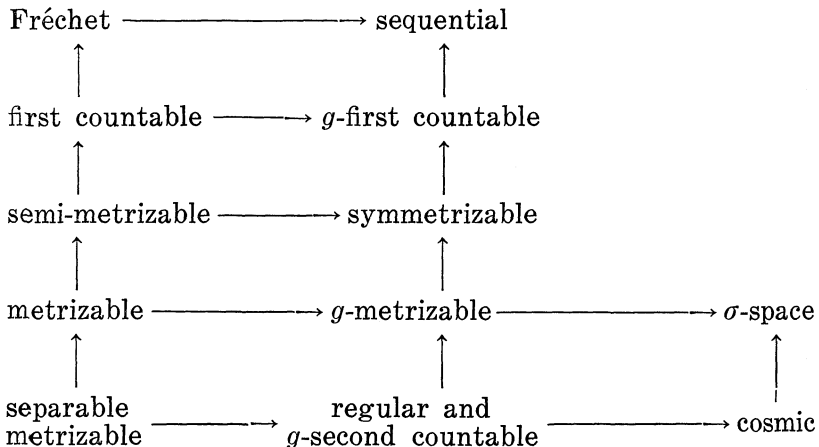 Fréchet sequential
first countable g-first countable
semi-metrizable symmetrizable
metrizable g-metrizable σ-space
separable regular and
metrizable g-second countable cosmic